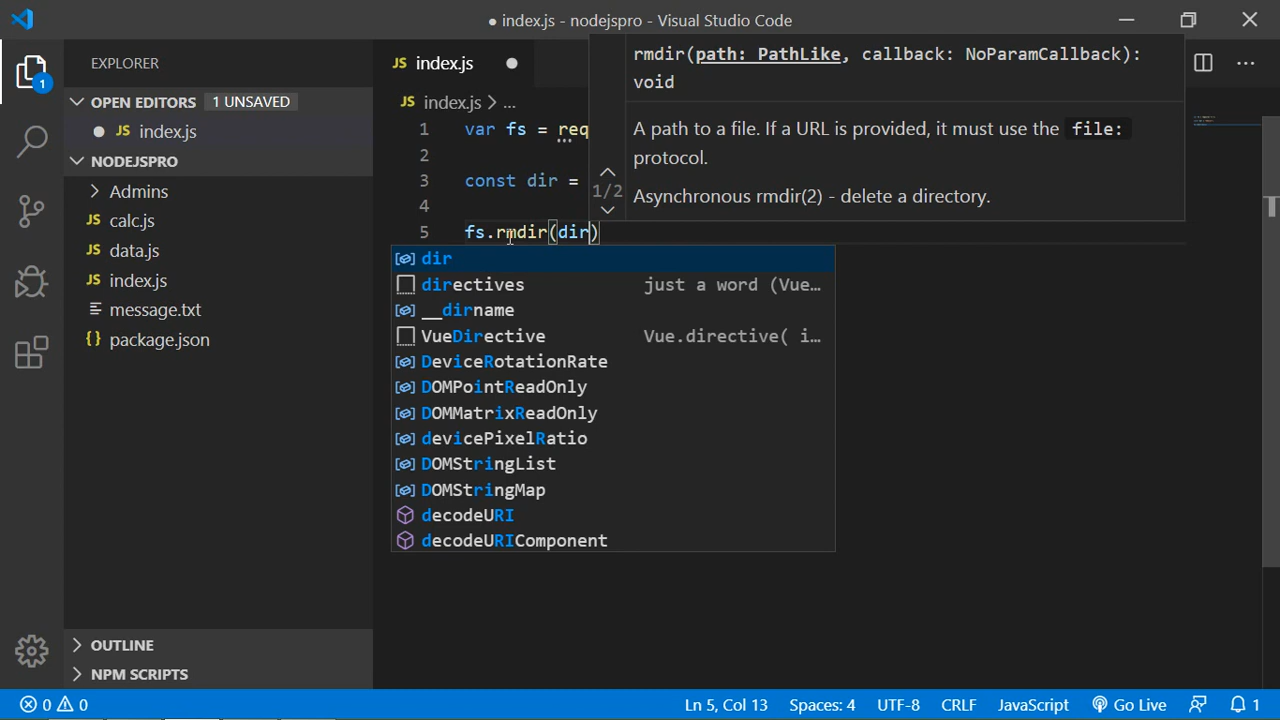 ● index.js - nodejspro - Visual Studio Code
EXPLORER
OPEN EDITORS 1 UNSAVED
● JS index.js
NODEJSPRO
Admins
JS calc.js
JS data.js
JS index.js
message.txt
{} package.json
OUTLINE
NPM SCRIPTS
1
JS index.js ●
JS index.js > ...
1 var fs = req
2
3 const dir =
4
5 fs.rmdir(dir)
rmdir(path: PathLike, callback: NoParamCallback):
void
A path to a file. If a URL is provided, it must use the file:
protocol.
1/2
Asynchronous rmdir(2) - delete a directory.
dir
directives just a word (Vue…
__dirname
VueDirective Vue.directive( i…
DeviceRotationRate
DOMPointReadOnly
DOMMatrixReadOnly
devicePixelRatio
DOMStringList
DOMStringMap
decodeURI
decodeURIComponent
0 0 Ln 5, Col 13 Spaces: 4 UTF-8 CRLF JavaScript Go Live 1